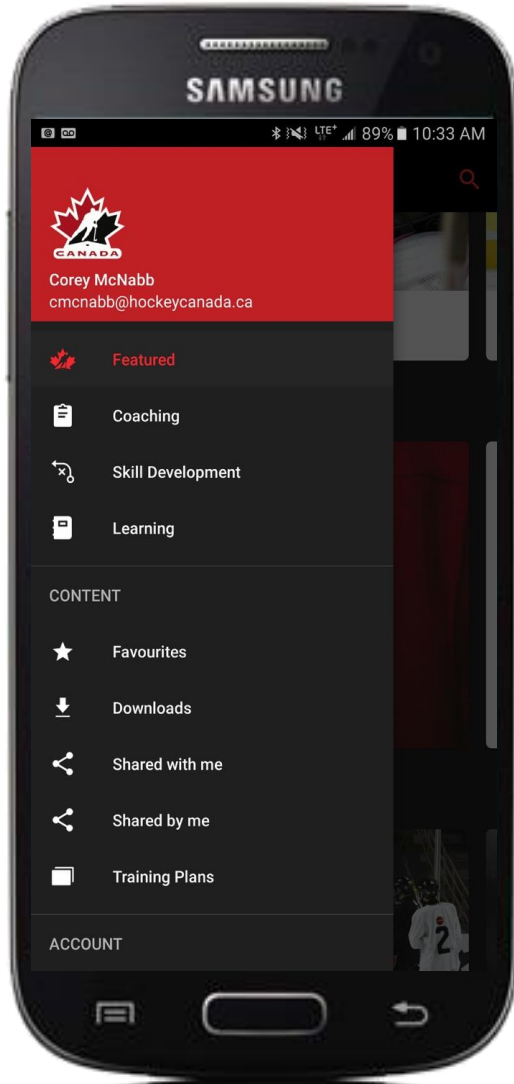 SAMSUNG
LTE+ 89% 10:33 AM
CANADA
Corey McNabb
cmcnabb@hockeycanada.ca
Featured
Coaching
Skill Development
Learning
CONTENT
Favourites
Downloads
Shared with me
Shared by me
Training Plans
ACCOUNT
2